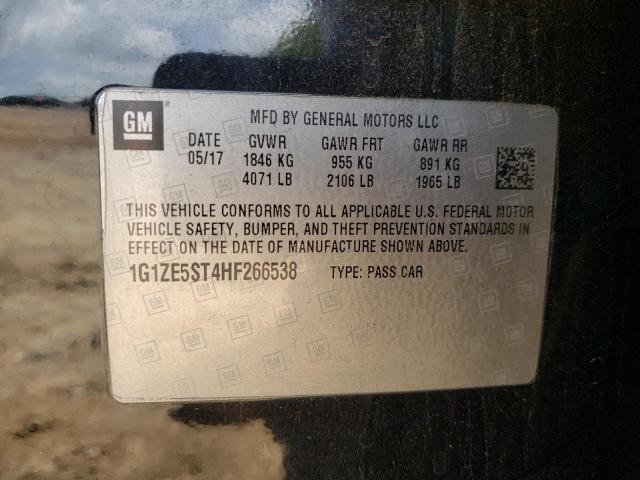 GM
MFD BY GENERAL MOTORS LLC
DATE GVWR GAWR FRT GAWR RR
05/17 1846 KG 955 KG 891 KG
4071 LB 2106 LB 1965 LB
THIS VEHICLE CONFORMS TO ALL APPLICABLE U.S. FEDERAL MOTOR
VEHICLE SAFETY, BUMPER, AND THEFT PREVENTION STANDARDS IN
EFFECT ON THE DATE OF MANUFACTURE SHOWN ABOVE.
1G1ZE5ST4HF266538 TYPE: PASS CAR